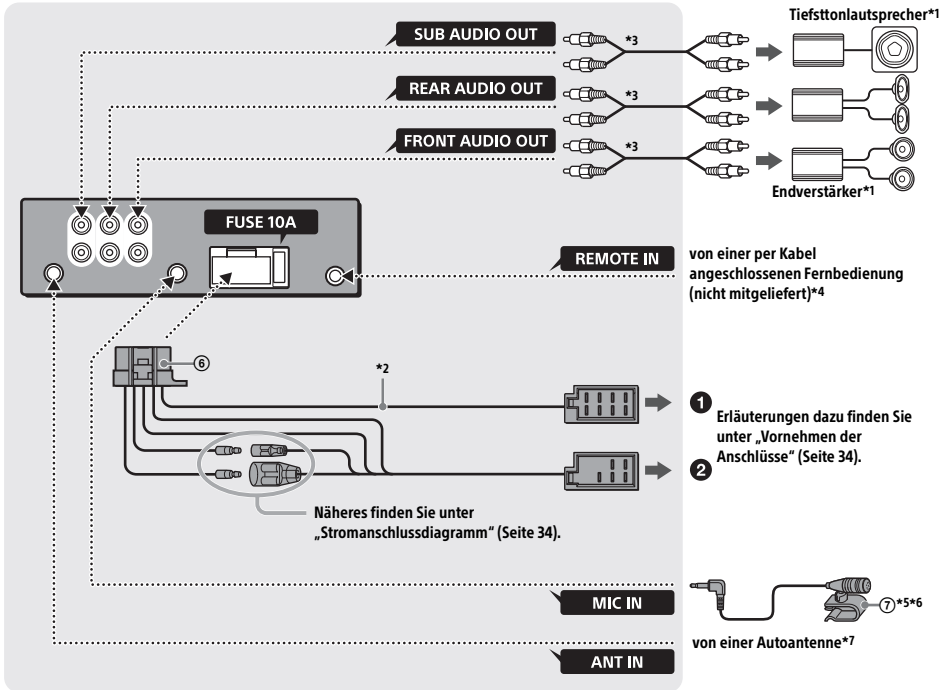 Tiefsttonlautsprecher*1
SUB AUDIO OUT
*3
REAR AUDIO OUT
*3
FRONT AUDIO OUT
*3
Endverstärker*1
FUSE 10A
REMOTE IN
von einer per Kabel
angeschlossenen Fernbedienung
(nicht mitgeliefert)*4
⑥
*2
❶
Erläuterungen dazu finden Sie
unter „Vornehmen der
Anschlüsse“ (Seite 34).
❷
Näheres finden Sie unter
„Stromanschlussdiagramm“ (Seite 34).
MIC IN
⑦*5*6
von einer Autoantenne*7
ANT IN